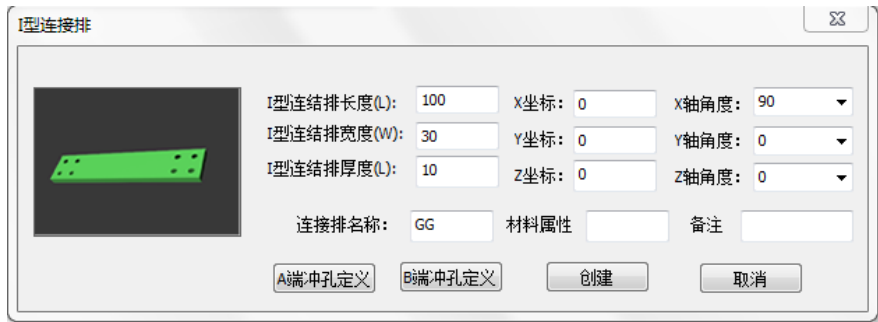 I型连接排
I型连结排长度(L): 100 X坐标: 0 X轴角度: 90
I型连结排宽度(W): 30 Y坐标: 0 Y轴角度: 0
I型连结排厚度(L): 10 Z坐标: 0 Z轴角度: 0
连接排名称: GG 材料属性 备注
A端冲孔定义 B端冲孔定义 创建 取消